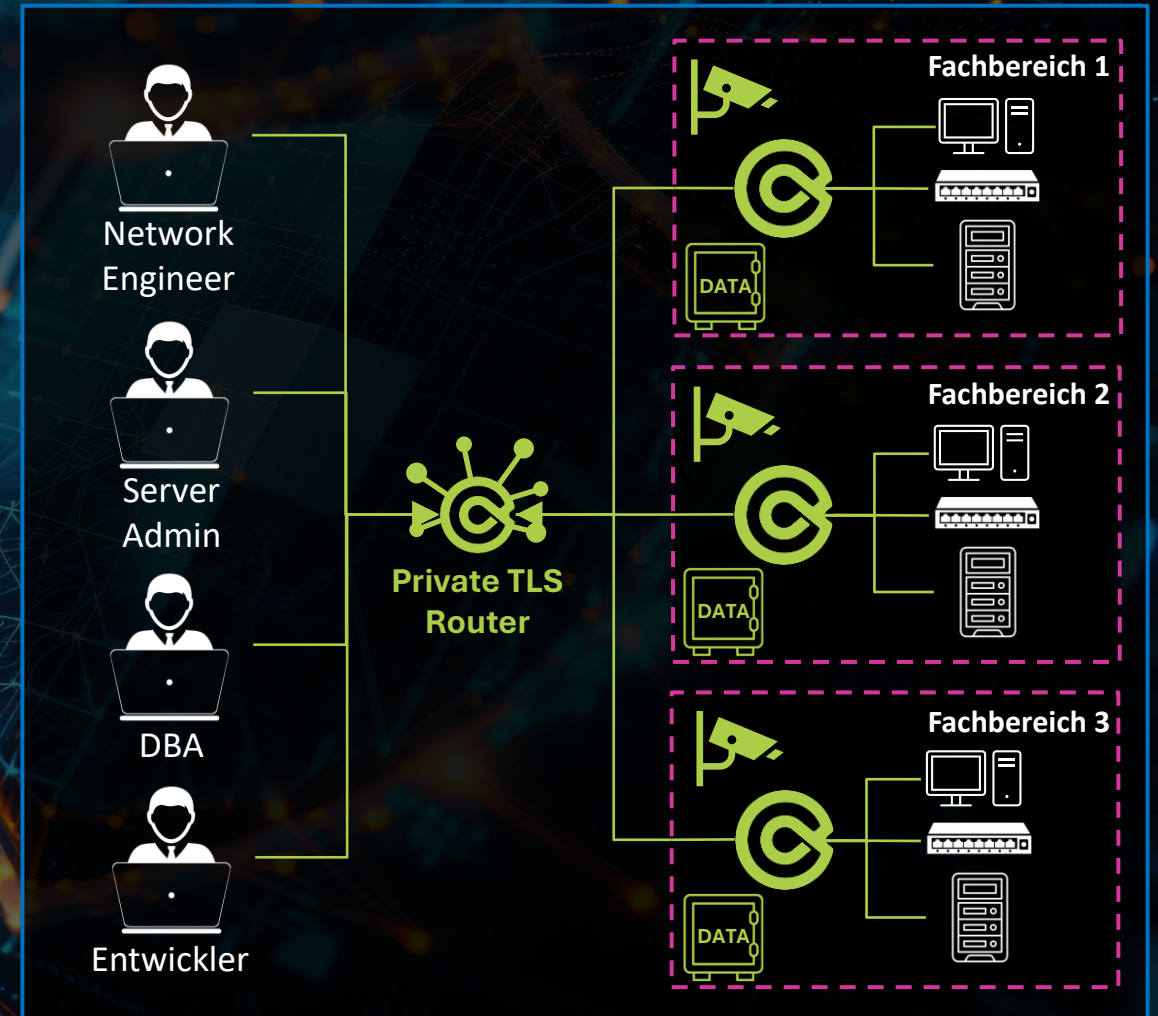 Network
Engineer
Server
Admin
DBA
Entwickler
Private TLS
Router
Fachbereich 1
DATA
Fachbereich 2
DATA
Fachbereich 3
DATA